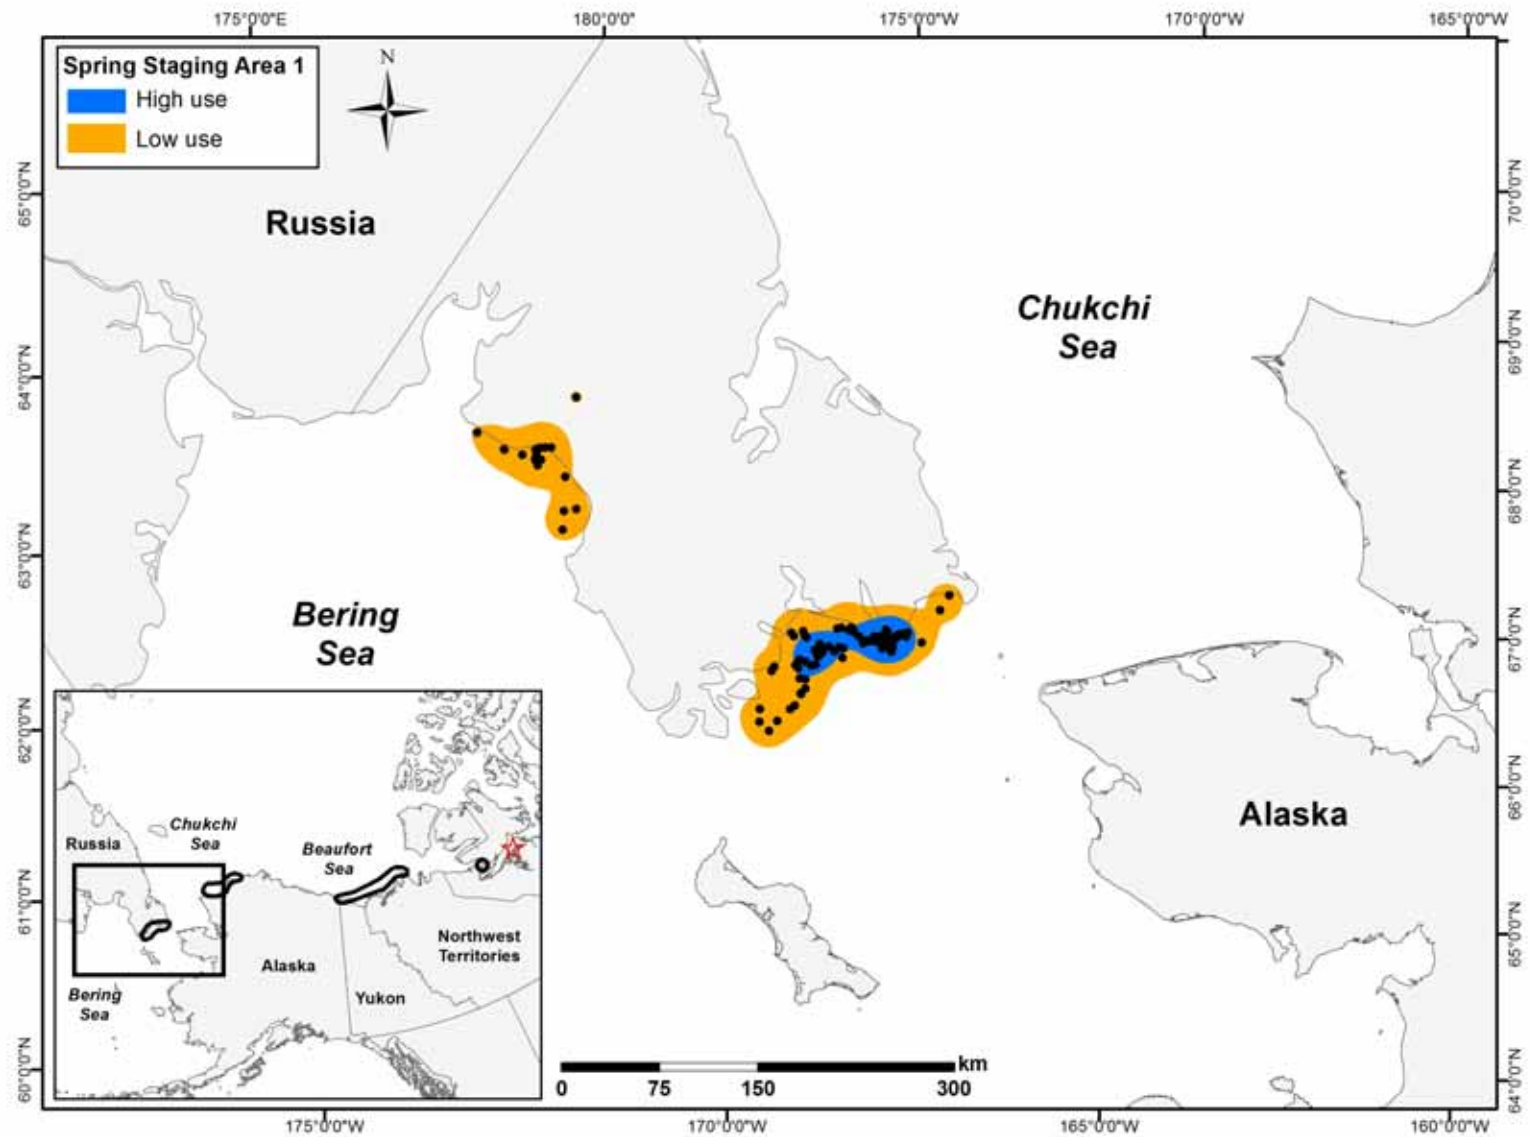 175°0'0"E
180°0'0"
175°0'0"W
170°0'0"W
165°0'0"W
Spring Staging Area 1
High use
Low use
N
65°0'0"N
64°0'0"N
63°0'0"N
62°0'0"N
61°0'0"N
60°0'0"N
70°0'0"N
69°0'0"N
68°0'0"N
67°0'0"N
66°0'0"N
65°0'0"N
64°0'0"N
Russia
Chukchi
Sea
Bering
Sea
Alaska
Chukchi
Sea
Russia
Beaufort
Sea
Northwest
Territories
Alaska
Yukon
Bering
Sea
km
0
75
150
300
175°0'0"W
170°0'0"W
165°0'0"W
160°0'0"W